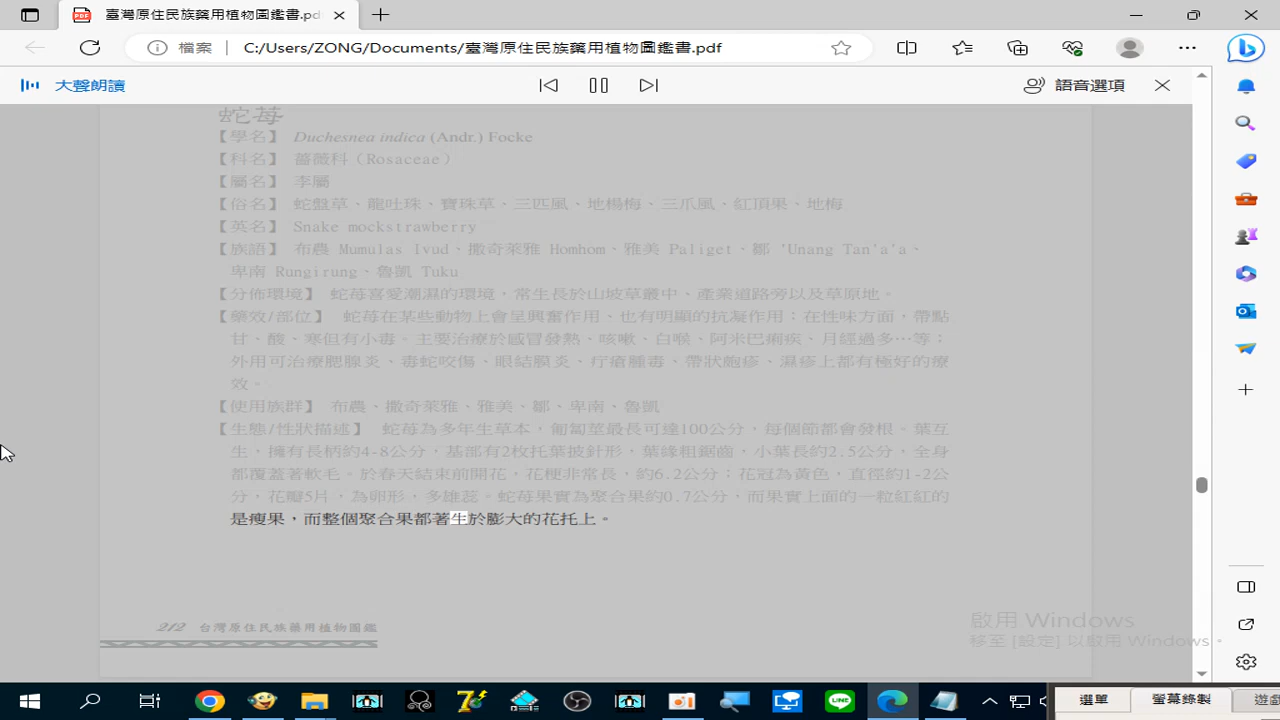 臺灣原住民族藥用植物圖鑑書.pd
檔案 C:/Users/ZONG/Documents/臺灣原住民族藥用植物圖鑑書.pdf
大聲朗讀 語音選項
蛇莓
【學名】 Duchesnea indica (Andr.) Focke
【科名】 薔薇科（Rosaceae）
【屬名】 李屬
【俗名】 蛇盤草、龍吐珠、寶珠草、三匹風、地楊梅、三爪風、紅頂果、地梅
【英名】 Snake mockstrawberry
【族語】 布農 Mumulas Ivud、撒奇萊雅 Homhom、雅美 Paliget、鄒 'Unang Tan'a'a、
卑南 Rungirung、魯凱 Tuku
【分佈環境】 蛇莓喜愛潮濕的環境，常生長於山坡草叢中、產業道路旁以及草原地。
【藥效/部位】 蛇莓在某些動物上會呈興奮作用、也有明顯的抗凝作用；在性味方面，帶點
甘、酸、寒但有小毒。主要治療於感冒發熱、咳嗽、白喉、阿米巴痢疾、月經過多…等；
外用可治療腮腺炎、毒蛇咬傷、眼結膜炎、疔瘡腫毒、帶狀皰疹、濕疹上都有極好的療
效。
【使用族群】 布農、撒奇萊雅、雅美、鄒、卑南、魯凱
【生態/性狀描述】 蛇莓為多年生草本，匍匐莖最長可達100公分、每個節都會發根。葉互
生，擁有長柄約4-8公分，基部有2枚托葉披針形，葉緣粗鋸齒，小葉長約2.5公分，全身
都覆蓋著軟毛。於春天結束前開花，花梗非常長，約6.2公分；花冠為黃色，直徑約1-2公
分，花瓣5片，為卵形，多雄蕊。蛇莓果實為聚合果約0.7公分，而果實上面的一粒紅紅的
是瘦果，而整個聚合果都著生於膨大的花托上。
212 台灣原住民族藥用植物圖鑑
啟用 Windows
移至 [設定] 以啟用 Windows。
選單 螢幕錄製 遊戲